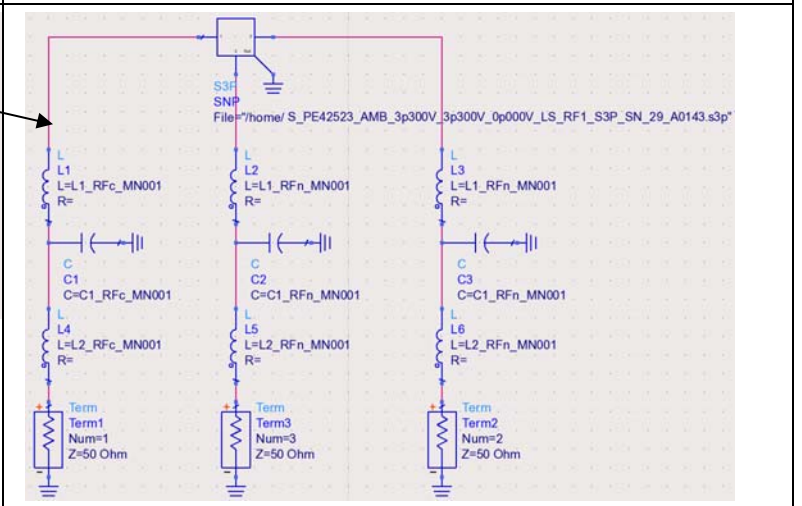 S3P
SNP
File="/home/ S_PE42523_AMB_3p300V_3p300V_0p000V_LS_RF1_S3P_SN_29_A0143.s3p"
L
L1
L=L1_RFc_MN001
R=
L
L2
L=L1_RFn_MN001
R=
L
L3
L=L1_RFn_MN001
R=
C
C1
C=C1_RFc_MN001
C
C2
C=C1_RFn_MN001
C
C3
C=C1_RFn_MN001
L
L4
L=L2_RFc_MN001
R=
L
L5
L=L2_RFn_MN001
R=
L
L6
L=L2_RFn_MN001
R=
Term
Term1
Num=1
Z=50 Ohm
Term
Term3
Num=3
Z=50 Ohm
Term
Term2
Num=2
Z=50 Ohm